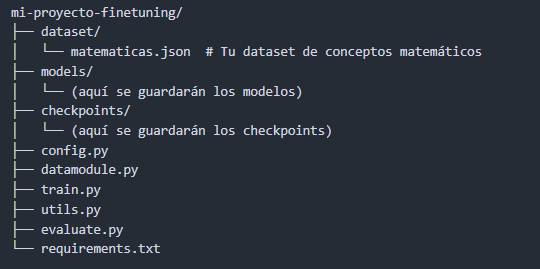 mi-proyecto-finetuning/
├── dataset/
│   └── matematicas.json  # Tu dataset de conceptos matemáticos
├── models/
│   └── (aquí se guardarán los modelos)
├── checkpoints/
│   └── (aquí se guardarán los checkpoints)
├── config.py
├── datamodule.py
├── train.py
├── utils.py
├── evaluate.py
└── requirements.txt